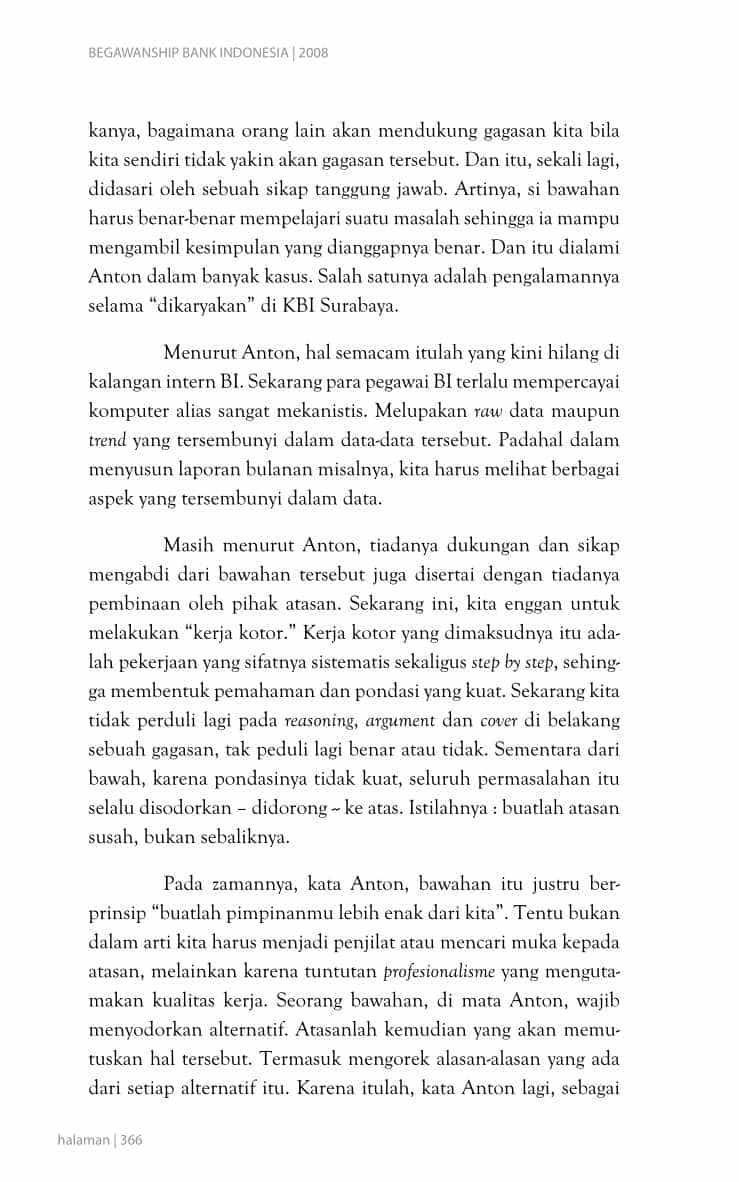 BEGAWANSHIP BANK INDONESIA | 2008
kanya, bagaimana orang lain akan mendukung gagasan kita bila
kita sendiri tidak yakin akan gagasan tersebut. Dan itu, sekali lagi,
didasari oleh sebuah sikap tanggung jawab. Artinya, si bawahan
harus benar-benar mempelajari suatu masalah sehingga ia mampu
mengambil kesimpulan yang dianggapnya benar. Dan itu dialami
Anton dalam banyak kasus. Salah satunya adalah pengalamannya
selama “dikaryakan” di KBI Surabaya.
Menurut Anton, hal semacam itulah yang kini hilang di
kalangan intern BI. Sekarang para pegawai BI terlalu mempercayai
komputer alias sangat mekanistis. Melupakan raw data maupun
trend yang tersembunyi dalam data-data tersebut. Padahal dalam
menyusun laporan bulanan misalnya, kita harus melihat berbagai
aspek yang tersembunyi dalam data.
Masih menurut Anton, tiadanya dukungan dan sikap
mengabdi dari bawahan tersebut juga disertai dengan tiadanya
pembinaan oleh pihak atasan. Sekarang ini, kita enggan untuk
melakukan “kerja kotor.” Kerja kotor yang dimaksudnya itu ada-
lah pekerjaan yang sifatnya sistematis sekaligus step by step, sehing-
ga membentuk pemahaman dan pondasi yang kuat. Sekarang kita
tidak perduli lagi pada reasoning, argument dan cover di belakang
sebuah gagasan, tak peduli lagi benar atau tidak. Sementara dari
bawah, karena pondasinya tidak kuat, seluruh permasalahan itu
selalu disodorkan – didorong ~ ke atas. Istilahnya : buatlah atasan
susah, bukan sebaliknya.
Pada zamannya, kata Anton, bawahan itu justru ber-
prinsip “buatlah pimpinanmu lebih enak dari kita”. Tentu bukan
dalam arti kita harus menjadi penjilat atau mencari muka kepada
atasan, melainkan karena tuntutan profesionalisme yang menguta-
makan kualitas kerja. Seorang bawahan, di mata Anton, wajib
menyodorkan alternatif. Atasanlah kemudian yang akan memu-
tuskan hal tersebut. Termasuk mengorek alasan-alasan yang ada
dari setiap alternatif itu. Karena itulah, kata Anton lagi, sebagai
halaman | 366